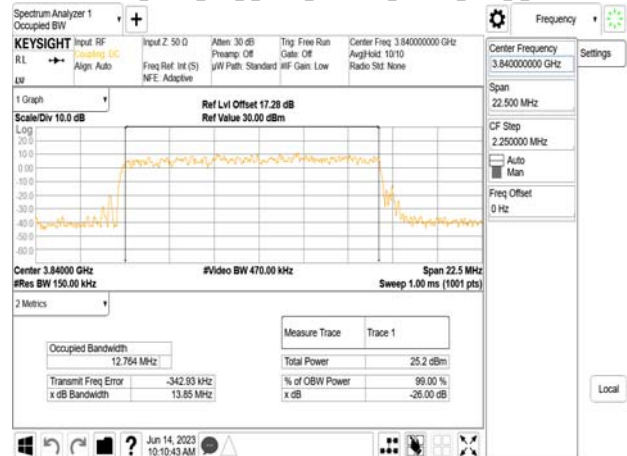 Spectrum Analyzer 1
Occupied BW
Frequency
KEYSIGHT
Input: RF
Coupling: DC
Align: Auto
Input Z: 50 Ω
Freq Ref: Int (S)
NFE: Adaptive
Atten: 30 dB
Preamp: Off
µW Path: Standard
Trig: Free Run
Gate: Off
#IF Gain: Low
Center Freq: 3.840000000 GHz
Avg|Hold: 10/10
Radio Std: None
RL
LU
Center Frequency
3.840000000 GHz
Settings
Span
22.500 MHz
CF Step
2.250000 MHz
Auto
Man
Freq Offset
0 Hz
1 Graph
Scale/Div 10.0 dB
Ref Lvl Offset 17.28 dB
Ref Value 30.00 dBm
Log
20.0
10.0
0.00
-10.0
-20.0
-30.0
-40.0
-50.0
-60.0
Center 3.84000 GHz
#Res BW 150.00 kHz
#Video BW 470.00 kHz
Span 22.5 MHz
Sweep 1.00 ms (1001 pts)
2 Metrics
Measure Trace Trace 1
Occupied Bandwidth
12.764 MHz
Total Power 25.2 dBm
Transmit Freq Error -342.93 kHz
% of OBW Power 99.00 %
x dB Bandwidth 13.85 MHz
x dB -26.00 dB
Local
Jun 14, 2023
10:10:43 AM